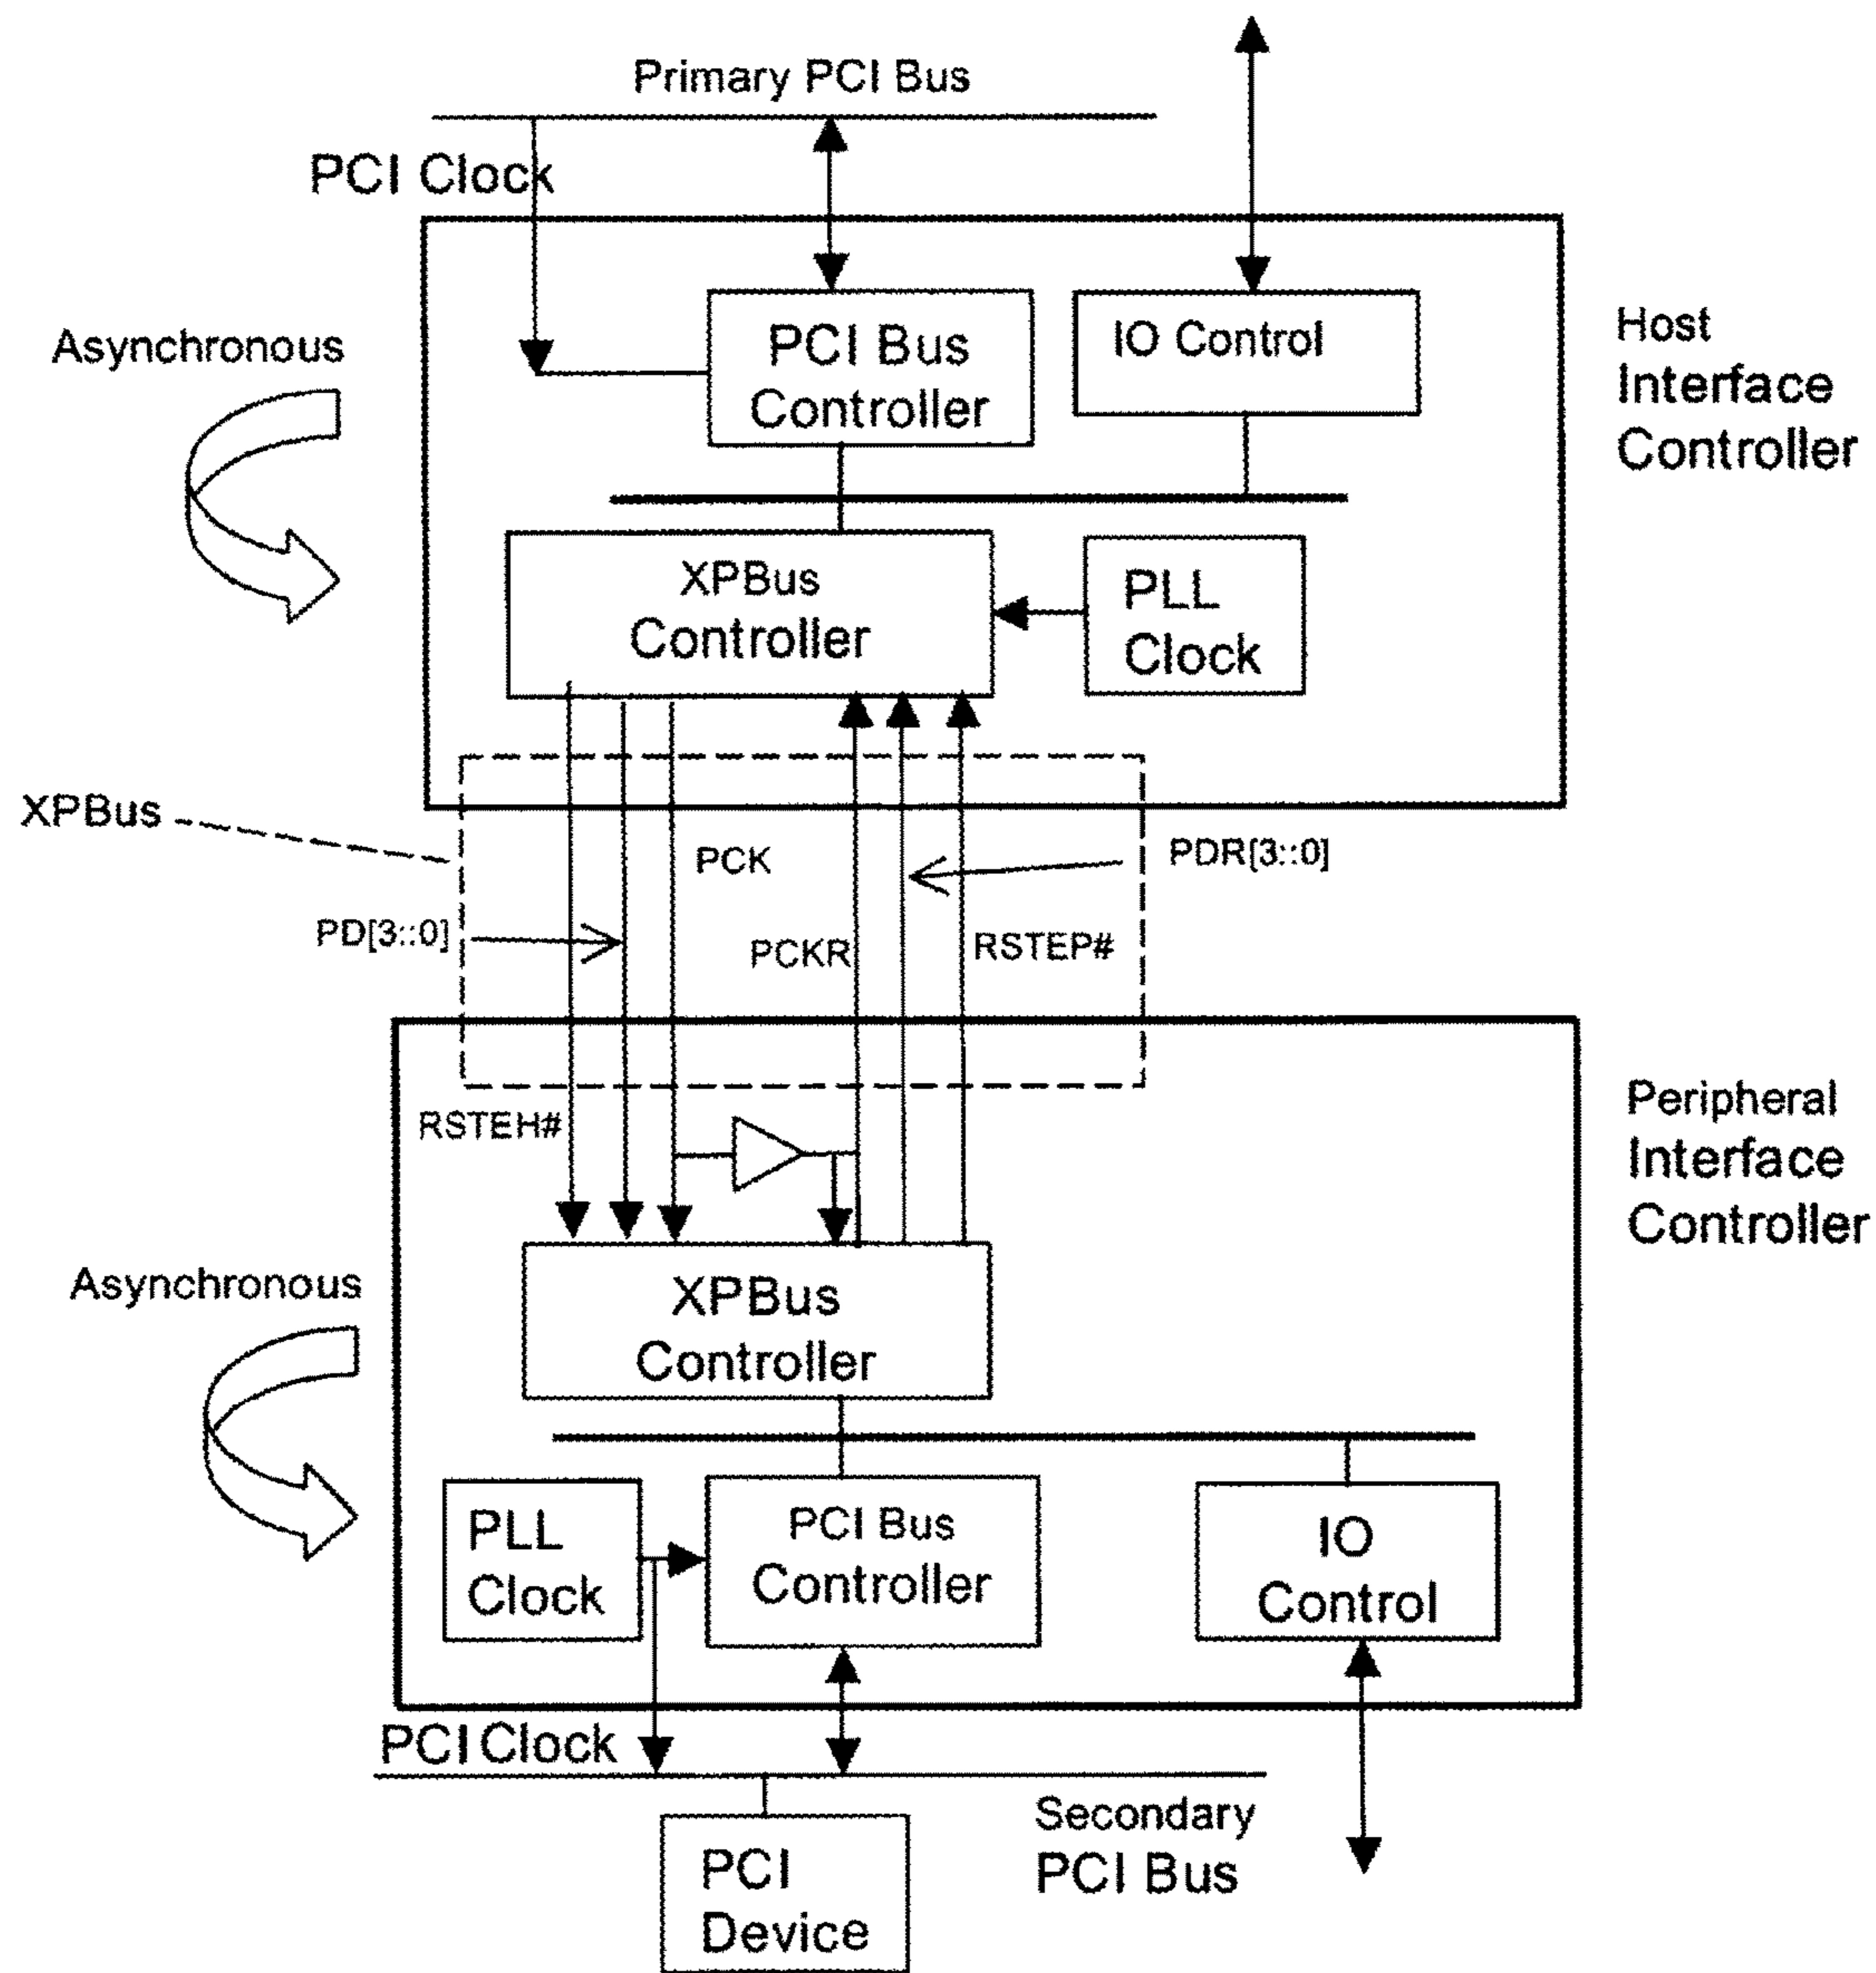 Primary PCI Bus
PCI Clock
Asynchronous
PCI Bus
Controller
IO Control
Host
Interface
Controller
XPBus
Controller
PLL
Clock
XPBus
PCK
PDR[3::0]
PD[3::0]
PCKR
RSTEP#
RSTEH#
Peripheral
Interface
Controller
Asynchronous
XPBus
Controller
PLL
Clock
PCI Bus
Controller
IO
Control
PCI Clock
Secondary
PCI Bus
PCI
Device